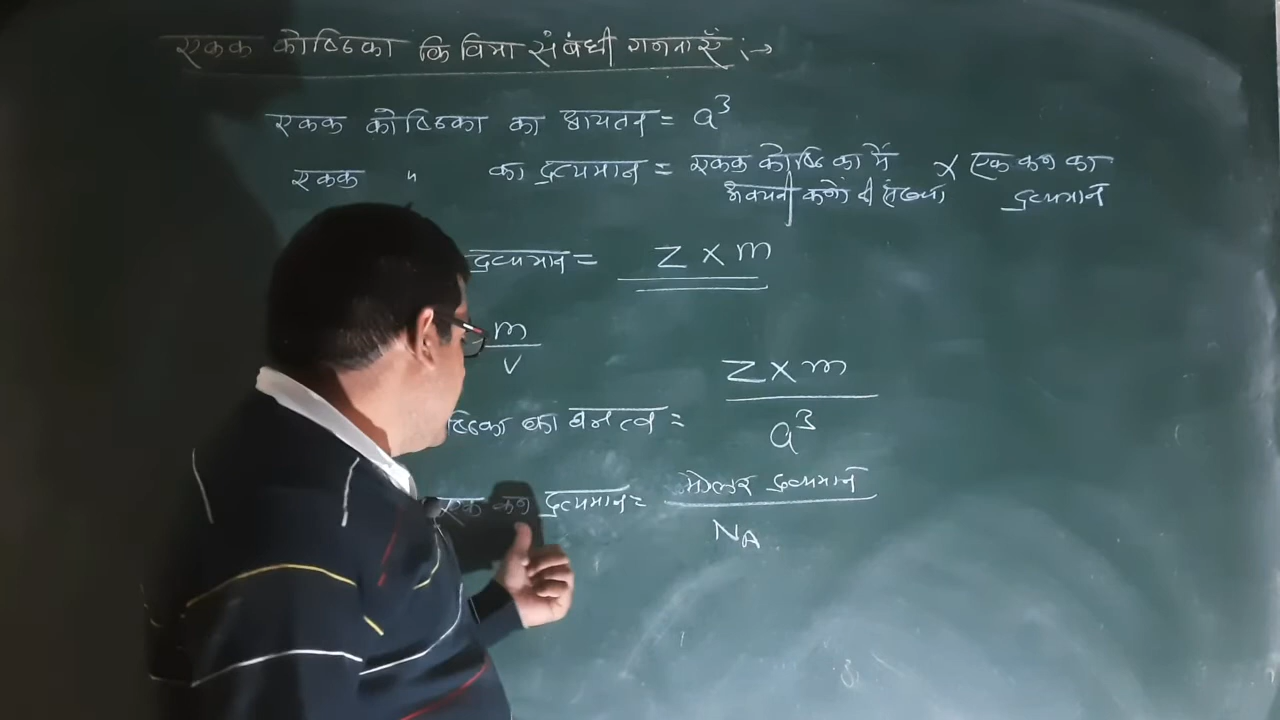 एकक कोष्ठिका कि विमा संबंधी गणनाएँ :→
एकक कोष्ठिका का आयतन = a³
एकक " का द्रव्यमान = एकक कोष्ठिका में अवयवी कणों की संख्या × एक कण का द्रव्यमान
द्रव्यमान = Z × m
m
V
ष्ठिका का घनत्व = Z × m
a³
एक कण द्रव्यमान = मोलर द्रव्यमान
N_A